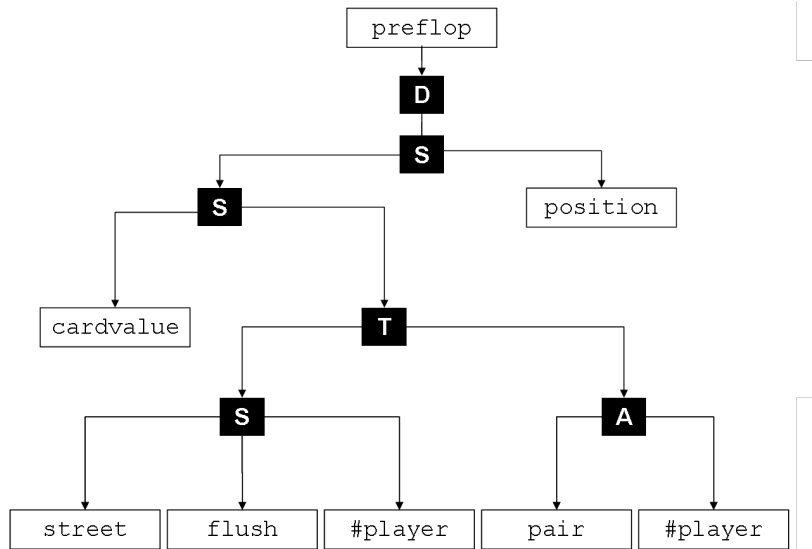 preflop
D
S
S
position
cardvalue
T
S
A
street
flush
#player
pair
#player